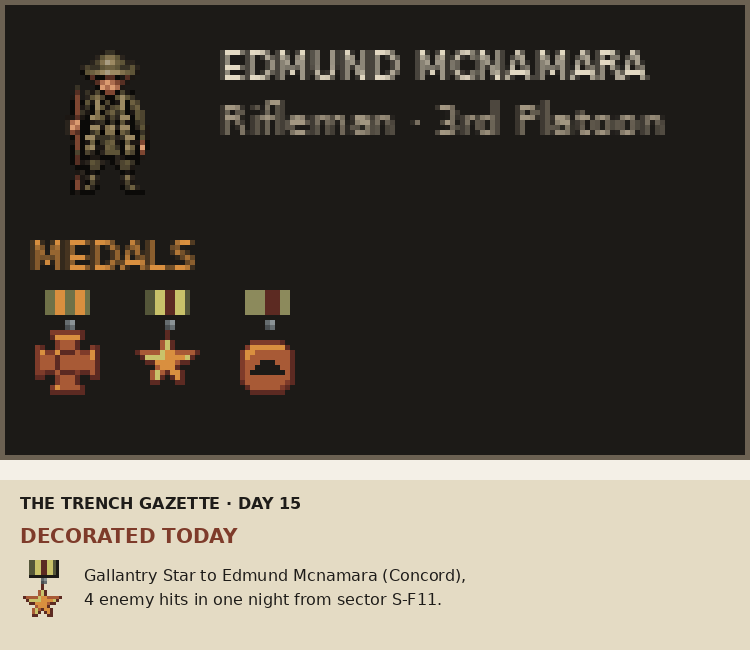 EDMUND MCNAMARA
Rifleman · 3rd Platoon
MEDALS
THE TRENCH GAZETTE · DAY 15
DECORATED TODAY
Gallantry Star to Edmund Mcnamara (Concord),
4 enemy hits in one night from sector S-F11.